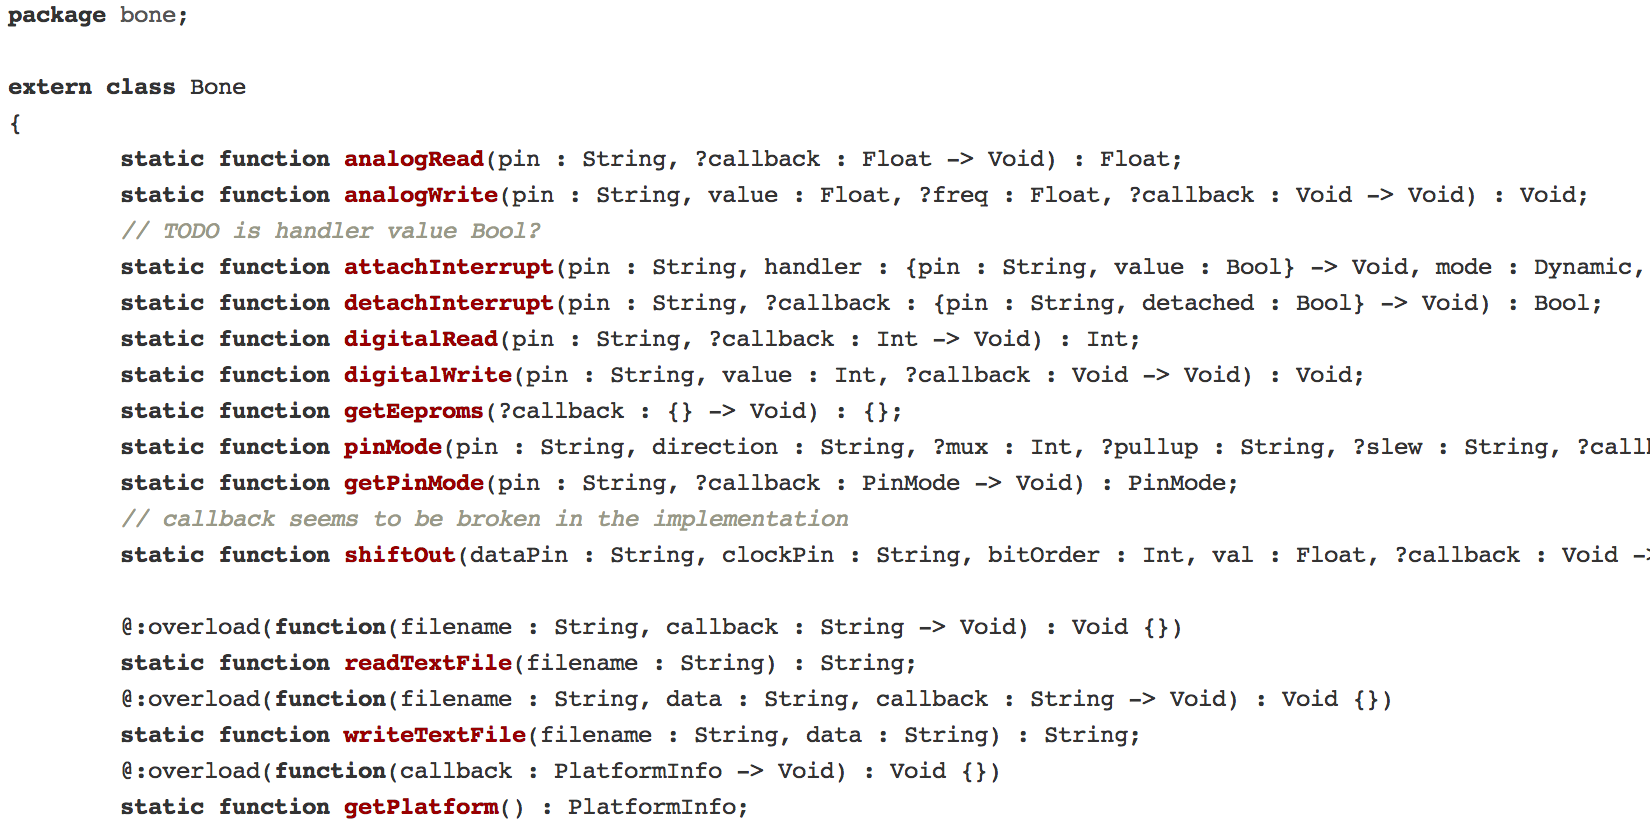 package bone;
extern class Bone
{
static function analogRead(pin : String, ?callback : Float -> Void) : Float;
static function analogWrite(pin : String, value : Float, ?freq : Float, ?callback : Void -> Void) : Void;
// TODO is handler value Bool?
static function attachInterrupt(pin : String, handler : {pin : String, value : Bool} -> Void, mode : Dynamic,
static function detachInterrupt(pin : String, ?callback : {pin : String, detached : Bool} -> Void) : Bool;
static function digitalRead(pin : String, ?callback : Int -> Void) : Int;
static function digitalWrite(pin : String, value : Int, ?callback : Void -> Void) : Void;
static function getEeproms(?callback : {} -> Void) : {};
static function pinMode(pin : String, direction : String, ?mux : Int, ?pullup : String, ?slew : String,
static function getPinMode(pin : String, ?callback : PinMode -> Void) : PinMode;
// callback seems to be broken in the implementation
static function shiftOut(dataPin : String, clockPin : String, bitOrder : Int, val : Float, ?callback : Void ->
@:overload(function(filename : String, callback : String -> Void) : Void {})
static function readTextFile(filename : String) : String;
@:overload(function(filename : String, data : String, callback : String -> Void) : Void {})
static function writeTextFile(filename : String, data : String) : String;
@:overload(function(callback : PlatformInfo -> Void) : Void {})
static function getPlatform() : PlatformInfo;